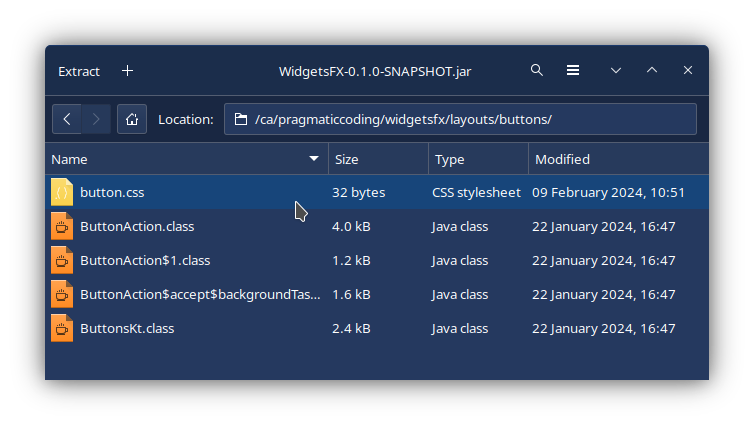 Extract WidgetsFX-0.1.0-SNAPSHOT.jar
Location: /ca/pragmaticcoding/widgetsfx/layouts/buttons/
Name Size Type Modified
button.css 32 bytes CSS stylesheet 09 February 2024, 10:51
ButtonAction.class 4.0 kB Java class 22 January 2024, 16:47
ButtonAction$1.class 1.2 kB Java class 22 January 2024, 16:47
ButtonAction$accept$backgroundTas... 1.6 kB Java class 22 January 2024, 16:47
ButtonsKt.class 2.4 kB Java class 22 January 2024, 16:47